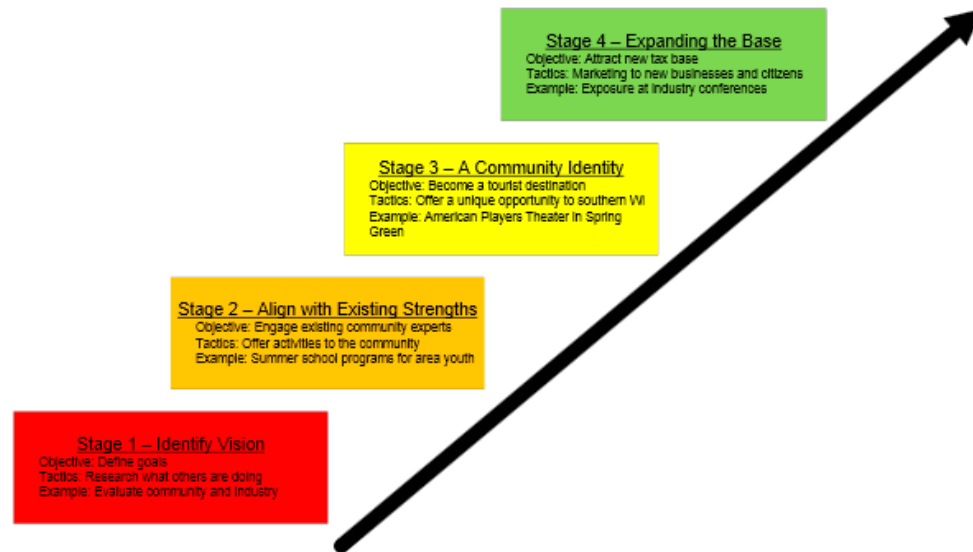 Stage 4 – Expanding the Base
Objective: Attract new tax base
Tactics: Marketing to new businesses and citizens
Example: Exposure at industry conferences
Stage 3 – A Community Identity
Objective: Become a tourist destination
Tactics: Offer a unique opportunity to southern WI
Example: American Players Theater in Spring
Green
Stage 2 – Align with Existing Strengths
Objective: Engage existing community experts
Tactics: Offer activities to the community
Example: Summer school programs for area youth
Stage 1 – Identify Vision
Objective: Define goals
Tactics: Research what others are doing
Example: Evaluate community and industry